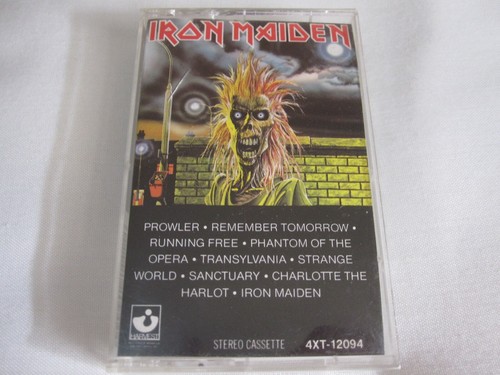 IRON MAIDEN
PROWLER • REMEMBER TOMORROW •
RUNNING FREE • PHANTOM OF THE
OPERA • TRANSYLVANIA • STRANGE
WORLD • SANCTUARY • CHARLOTTE THE
HARLOT • IRON MAIDEN
HARVEST
STEREO CASSETTE 4XT-12094